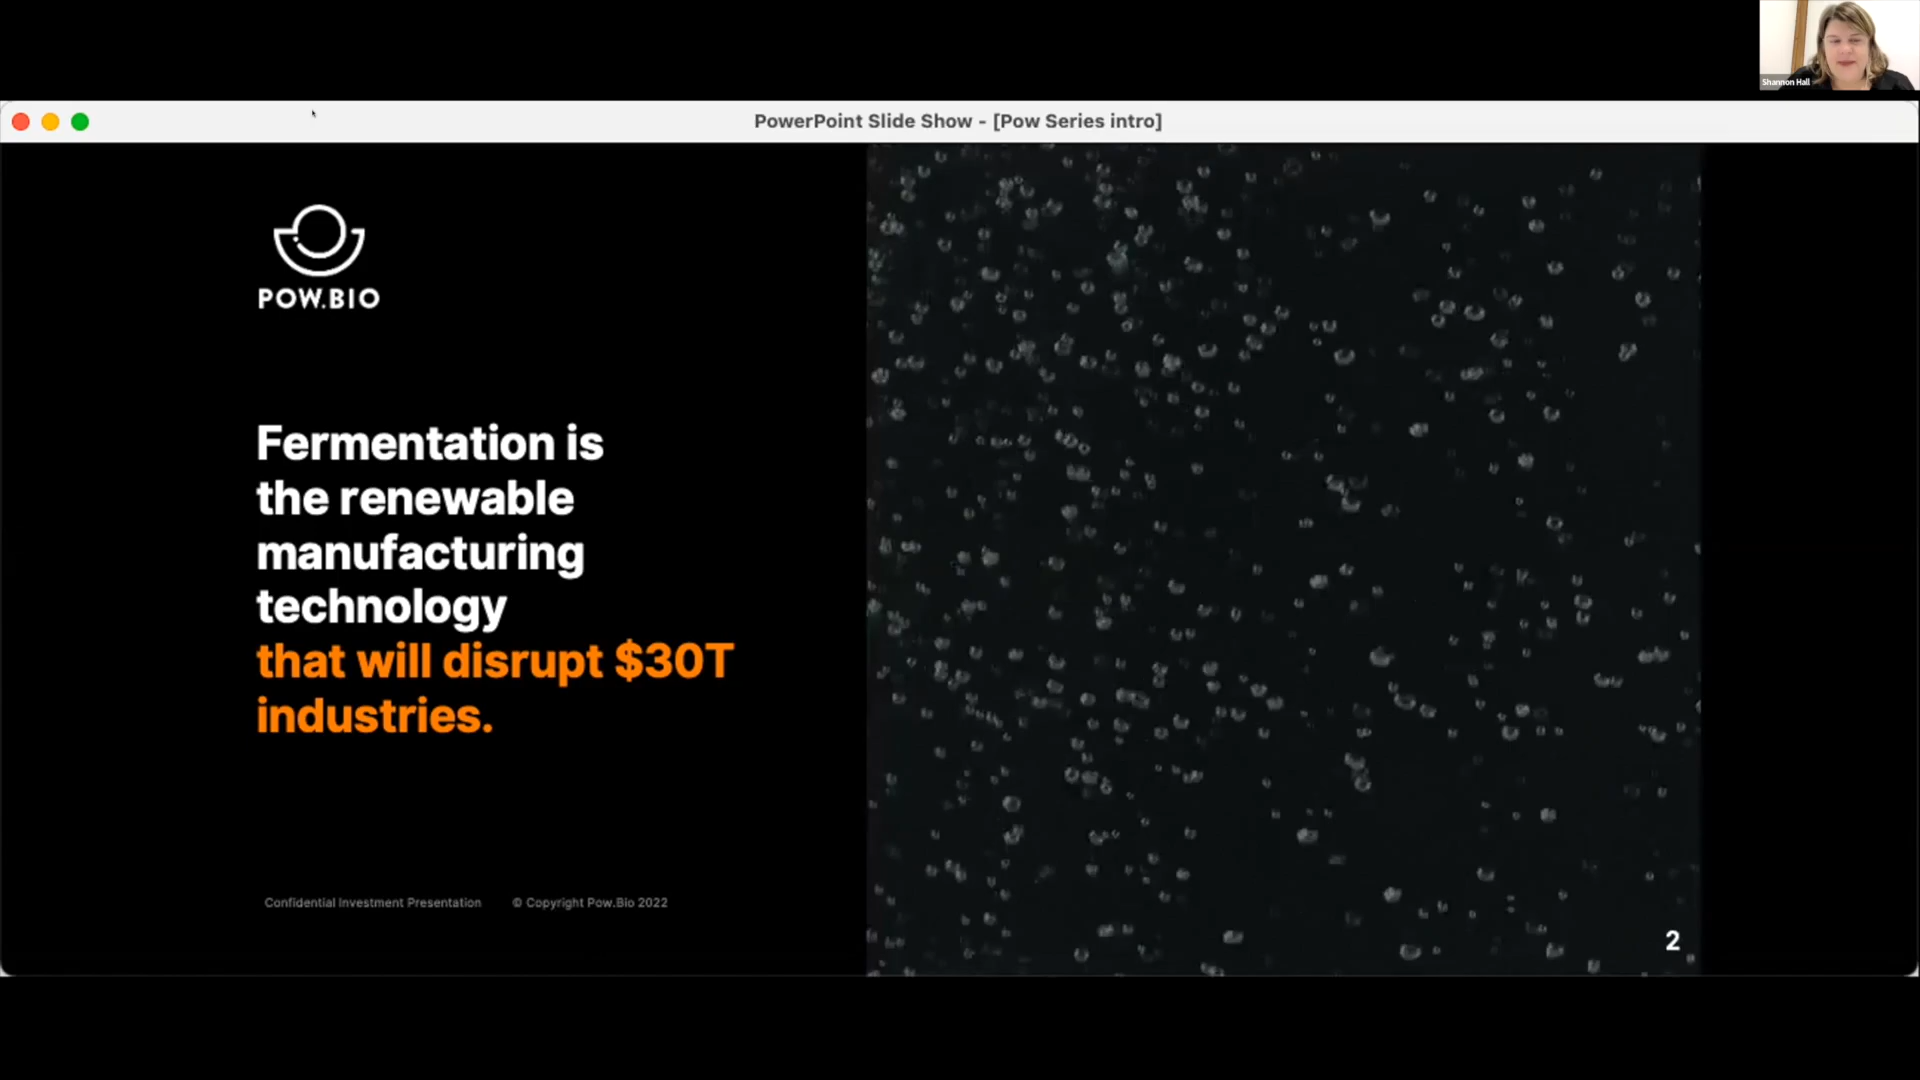 Shannon Hall
PowerPoint Slide Show - [Pow Series intro]
POW.BIO
Fermentation is
the renewable
manufacturing
technology
that will disrupt $30T
industries.
Confidential Investment Presentation © Copyright Pow.Bio 2022
2